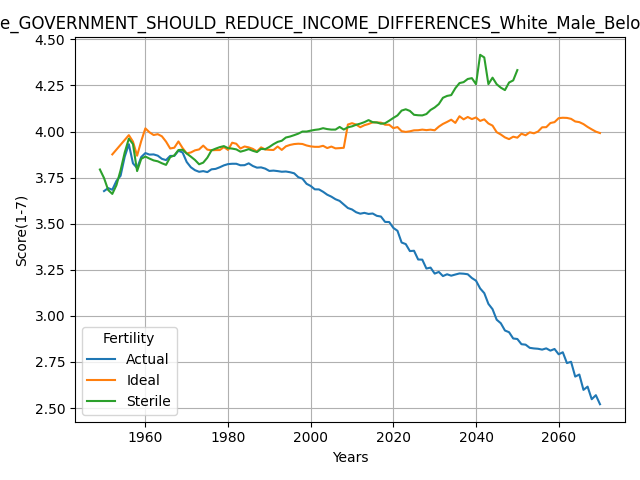 e_GOVERNMENT_SHOULD_REDUCE_INCOME_DIFFERENCES_White_Male_Belo
4.50
4.25
4.00
3.75
3.50
3.25
3.00
2.75
2.50
Score(1-7)
Fertility
Actual
Ideal
Sterile
1960 1980 2000 2020 2040 2060
Years